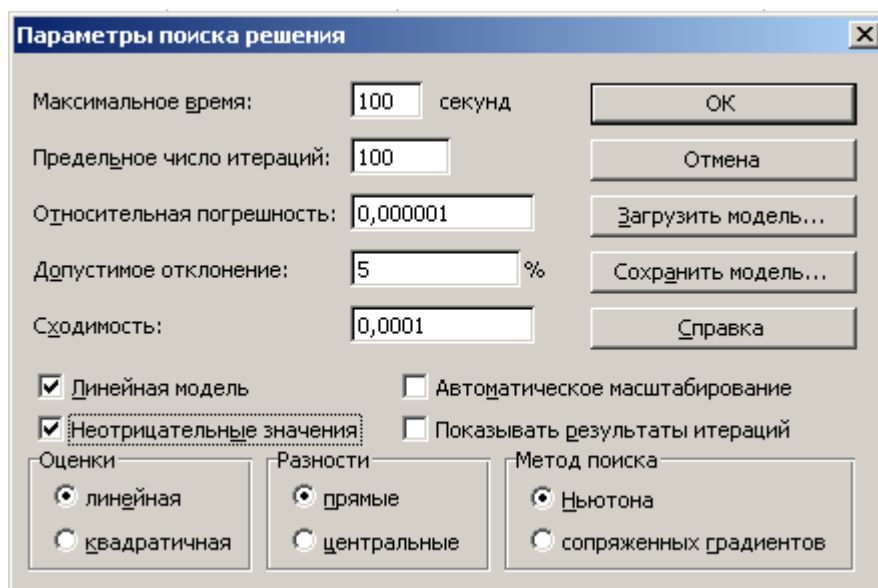 Параметры поиска решения
Максимальное время: 100 секунд
OK
Предельное число итераций: 100
Отмена
Относительная погрешность: 0,000001
Загрузить модель...
Допустимое отклонение: 5 %
Сохранить модель...
Сходимость: 0,0001
Справка
Линейная модель
Автоматическое масштабирование
Неотрицательные значения
Показывать результаты итераций
Оценки
линейная
квадратичная
Разности
прямые
центральные
Метод поиска
Ньютона
сопряженных градиентов